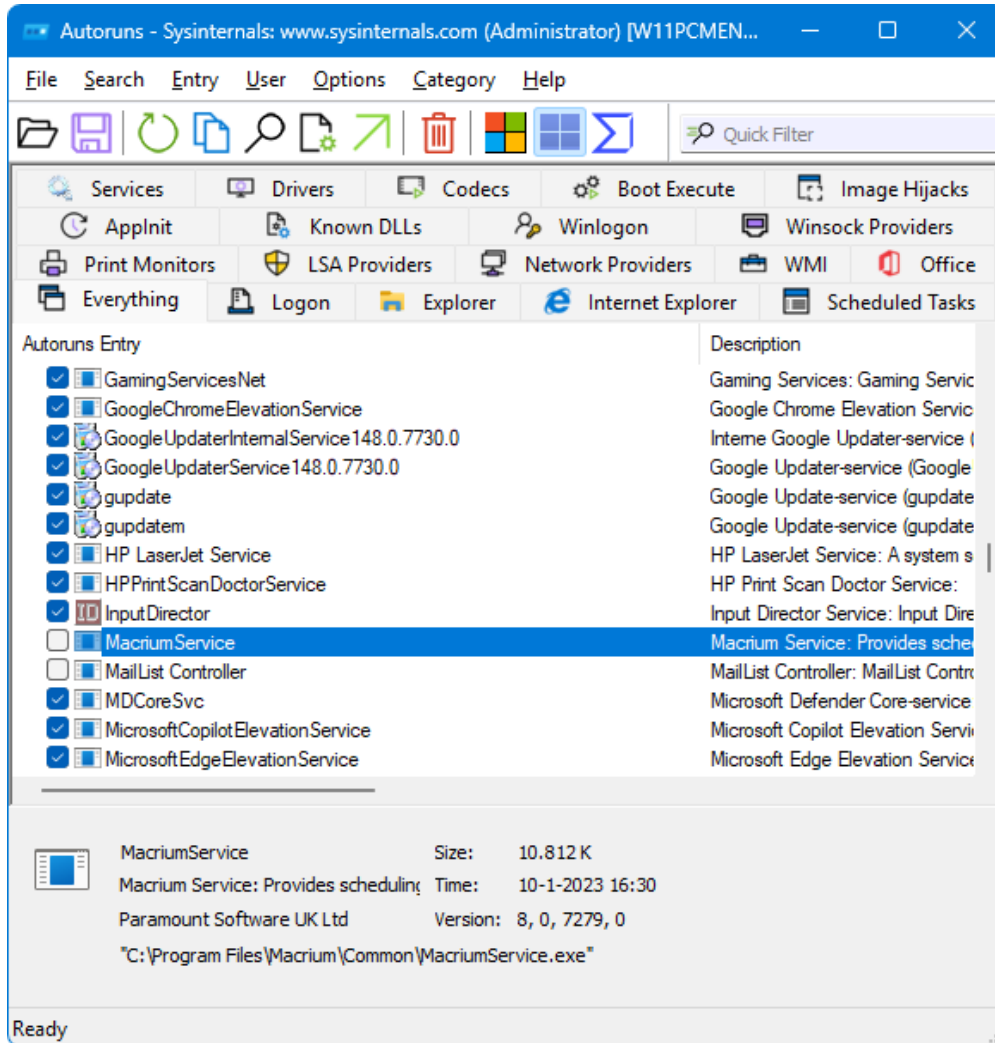 Autoruns - Sysinternals: www.sysinternals.com (Administrator) [W11PCMEN...
File Search Entry User Options Category Help
Quick Filter
Services Drivers Codecs Boot Execute Image Hijacks
AppInit Known DLLs Winlogon Winsock Providers
Print Monitors LSA Providers Network Providers WMI Office
Everything Logon Explorer Internet Explorer Scheduled Tasks
Autoruns Entry Description
GamingServicesNet Gaming Services: Gaming Servic
GoogleChromeElevationService Google Chrome Elevation Servic
GoogleUpdaterInternalService148.0.7730.0 Interne Google Updater-service (
GoogleUpdaterService148.0.7730.0 Google Updater-service (Google
gupdate Google Update-service (gupdate
gupdatem Google Update-service (gupdate
HP LaserJet Service HP LaserJet Service: A system s
HPPrintScanDoctorService HP Print Scan Doctor Service:
ID InputDirector Input Director Service: Input Dire
MacriumService Macrium Service: Provides sche
MailList Controller MailList Controller: MailList Contr
MDCoreSvc Microsoft Defender Core-service
MicrosoftCopilotElevationService Microsoft Copilot Elevation Servi
MicrosoftEdgeElevationService Microsoft Edge Elevation Service
MacriumService Size: 10.812 K
Macrium Service: Provides scheduling Time: 10-1-2023 16:30
Paramount Software UK Ltd Version: 8, 0, 7279, 0
"C:\Program Files\Macrium\Common\MacriumService.exe"
Ready